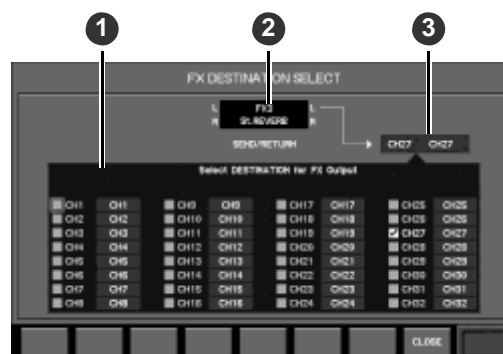 1 2 3
FX DESTINATION SELECT
L FX3 L
R St.REVERB R
SEND/RETURN CH27 CH27
Select DESTINATION for FX Output
CH1 CH1 CH9 CH9 CH17 CH17 CH25 CH25
CH2 CH2 CH10 CH10 CH18 CH18 CH26 CH26
CH3 CH3 CH11 CH11 CH19 CH19 CH27 CH27
CH4 CH4 CH12 CH12 CH20 CH20 CH28 CH28
CH5 CH5 CH13 CH13 CH21 CH21 CH29 CH29
CH6 CH6 CH14 CH14 CH22 CH22 CH30 CH30
CH7 CH7 CH15 CH15 CH23 CH23 CH31 CH31
CH8 CH8 CH16 CH16 CH24 CH24 CH32 CH32
CLOSE